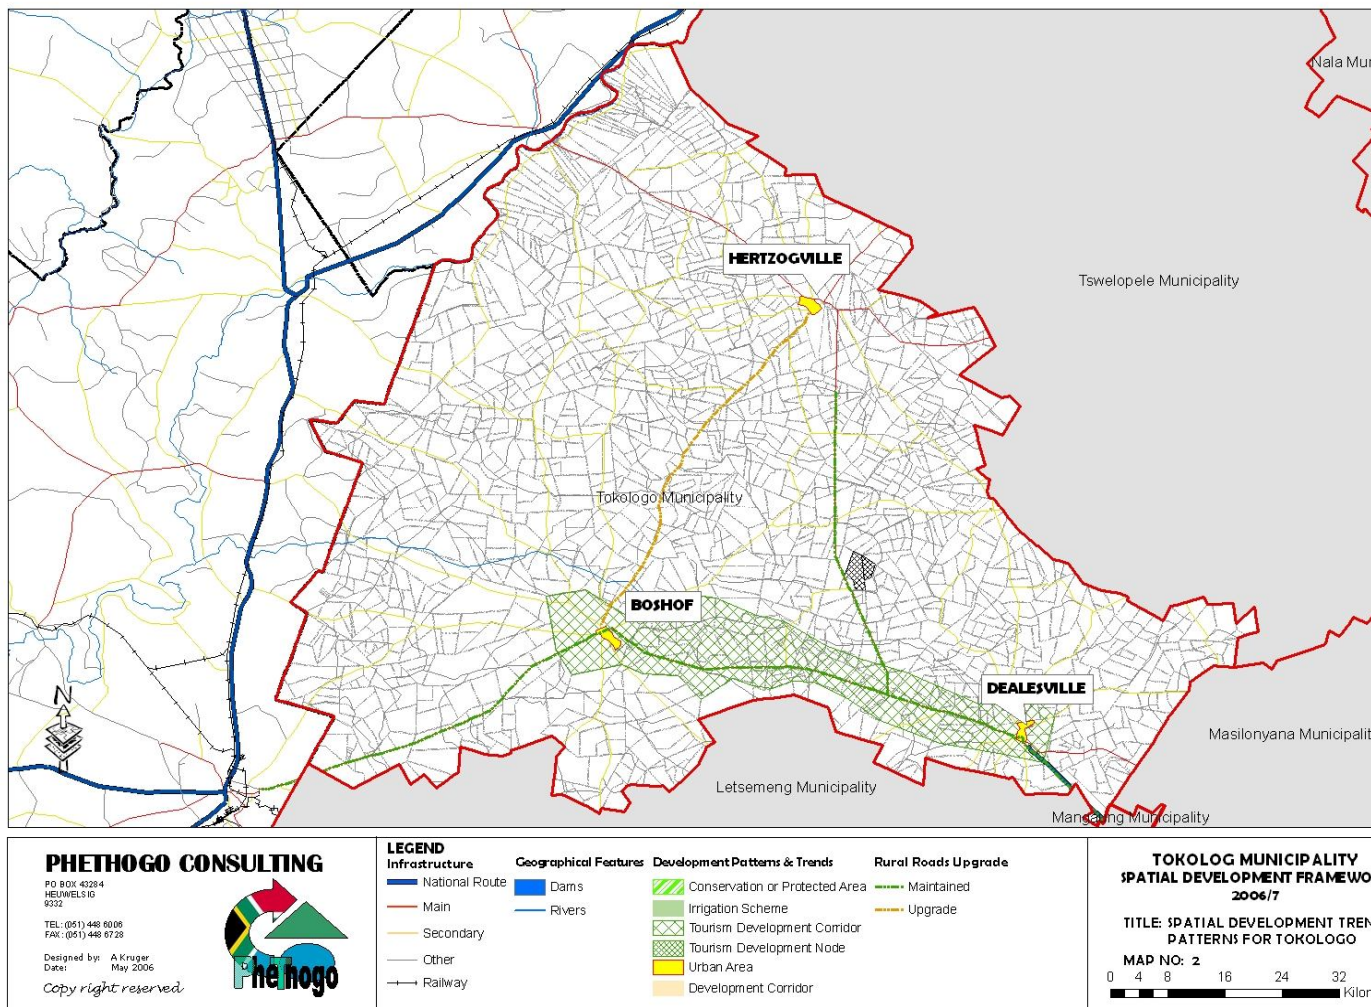 Nala Mur
HERTZOGVILLE
Tswelopele Municipality
Tokologo Municipality
BOSHOF
DEALESVILLE
N
Masilonyana Municipalit
Letsemeng Municipality
Mangaung Municipality
PHETHOGO CONSULTING
PO BOX 43284
HEUWELSIG
9332
TEL: (051) 448 6006
FAX: (051) 448 6728
Designed by: A Kruger
Date: May 2006
Copy right reserved
Phethogo
LEGEND
Infrastructure
National Route
Main
Secondary
Other
Railway
Geographical Features
Dams
Rivers
Development Patterns & Trends
Conservation or Protected Area
Irrigation Scheme
Tourism Development Corridor
Tourism Development Node
Urban Area
Development Corridor
Rural Roads Upgrade
Maintained
Upgrade
TOKOLOG MUNICIPALITY
SPATIAL DEVELOPMENT FRAMEWO
2006/7
TITLE: SPATIAL DEVELOPMENT TREN
PATTERNS FOR TOKOLOGO
MAP NO: 2
0 4 8 16 24 32
Kilon